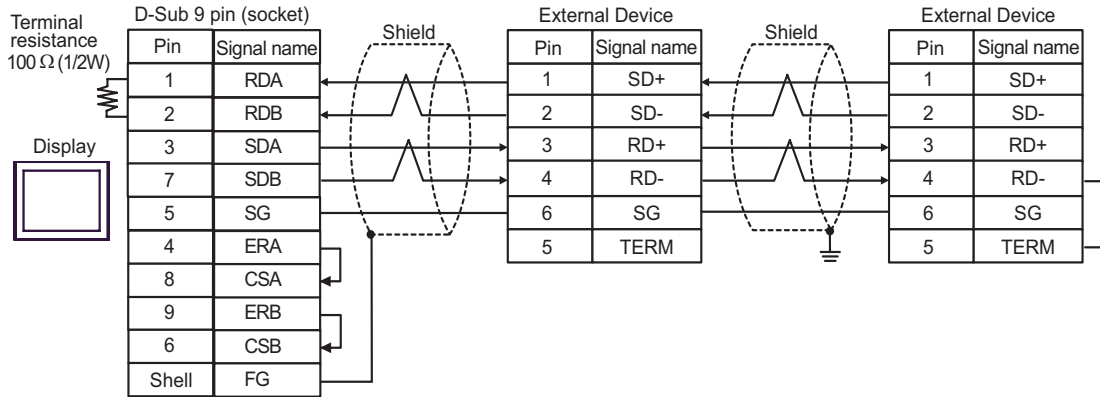 Terminal
resistance
100 Ω (1/2W)
Display
D-Sub 9 pin (socket)
Pin Signal name
1 RDA
2 RDB
3 SDA
7 SDB
5 SG
4 ERA
8 CSA
9 ERB
6 CSB
Shell FG
Shield
External Device
Pin Signal name
1 SD+
2 SD-
3 RD+
4 RD-
6 SG
5 TERM
Shield
External Device
Pin Signal name
1 SD+
2 SD-
3 RD+
4 RD-
6 SG
5 TERM